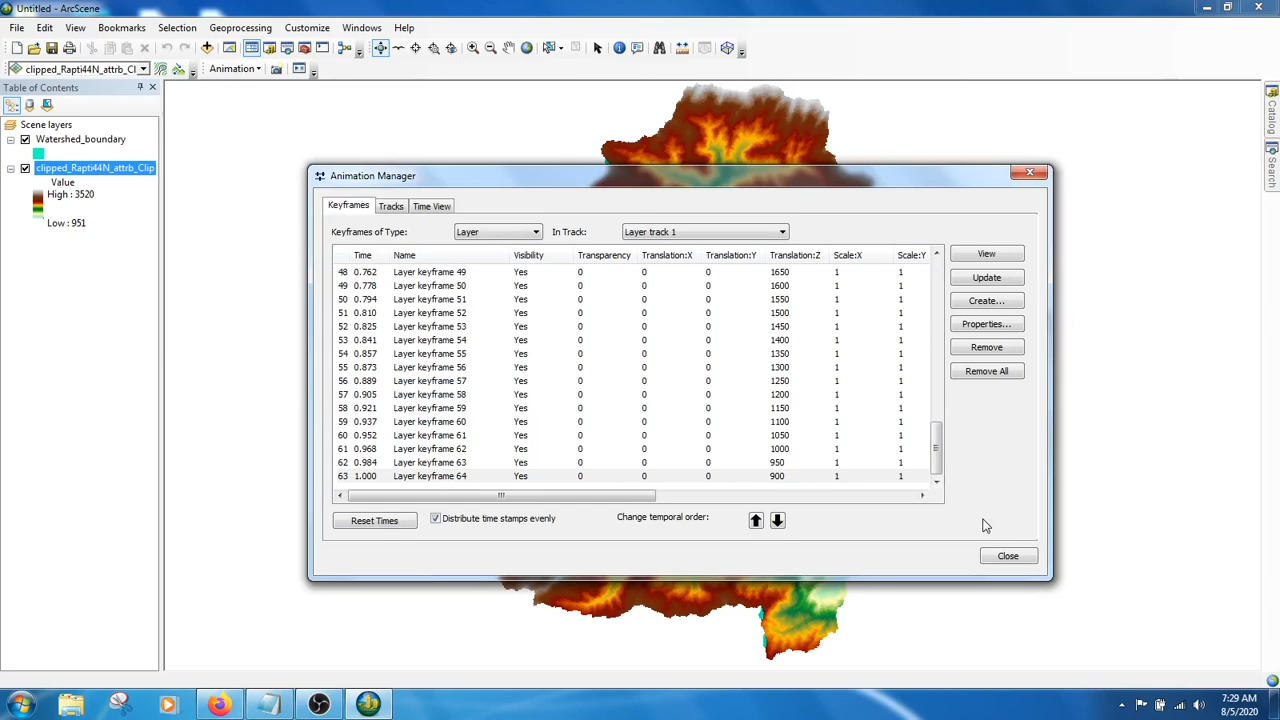 Untitled - ArcScene
File Edit View Bookmarks Selection Geoprocessing Customize Windows Help
clipped_Rapti44N_attrb_Cl Animation
Table of Contents
Scene layers
Watershed_boundary
clipped_Rapti44N_attrb_Clip
Value
High : 3520
Low : 951
Catalog
Search
Animation Manager
Keyframes Tracks Time View
Keyframes of Type: Layer In Track: Layer track 1
Time Name Visibility Transparency Translation:X Translation:Y Translation:Z Scale:X Scale:Y
48 0.762 Layer keyframe 49 Yes 0 0 0 1650 1 1
49 0.778 Layer keyframe 50 Yes 0 0 0 1600 1 1
50 0.794 Layer keyframe 51 Yes 0 0 0 1550 1 1
51 0.810 Layer keyframe 52 Yes 0 0 0 1500 1 1
52 0.825 Layer keyframe 53 Yes 0 0 0 1450 1 1
53 0.841 Layer keyframe 54 Yes 0 0 0 1400 1 1
54 0.857 Layer keyframe 55 Yes 0 0 0 1350 1 1
55 0.873 Layer keyframe 56 Yes 0 0 0 1300 1 1
56 0.889 Layer keyframe 57 Yes 0 0 0 1250 1 1
57 0.905 Layer keyframe 58 Yes 0 0 0 1200 1 1
58 0.921 Layer keyframe 59 Yes 0 0 0 1150 1 1
59 0.937 Layer keyframe 60 Yes 0 0 0 1100 1 1
60 0.952 Layer keyframe 61 Yes 0 0 0 1050 1 1
61 0.968 Layer keyframe 62 Yes 0 0 0 1000 1 1
62 0.984 Layer keyframe 63 Yes 0 0 0 950 1 1
63 1.000 Layer keyframe 64 Yes 0 0 0 900 1 1
View
Update
Create...
Properties...
Remove
Remove All
Reset Times Distribute time stamps evenly Change temporal order:
Close
7:29 AM
8/5/2020